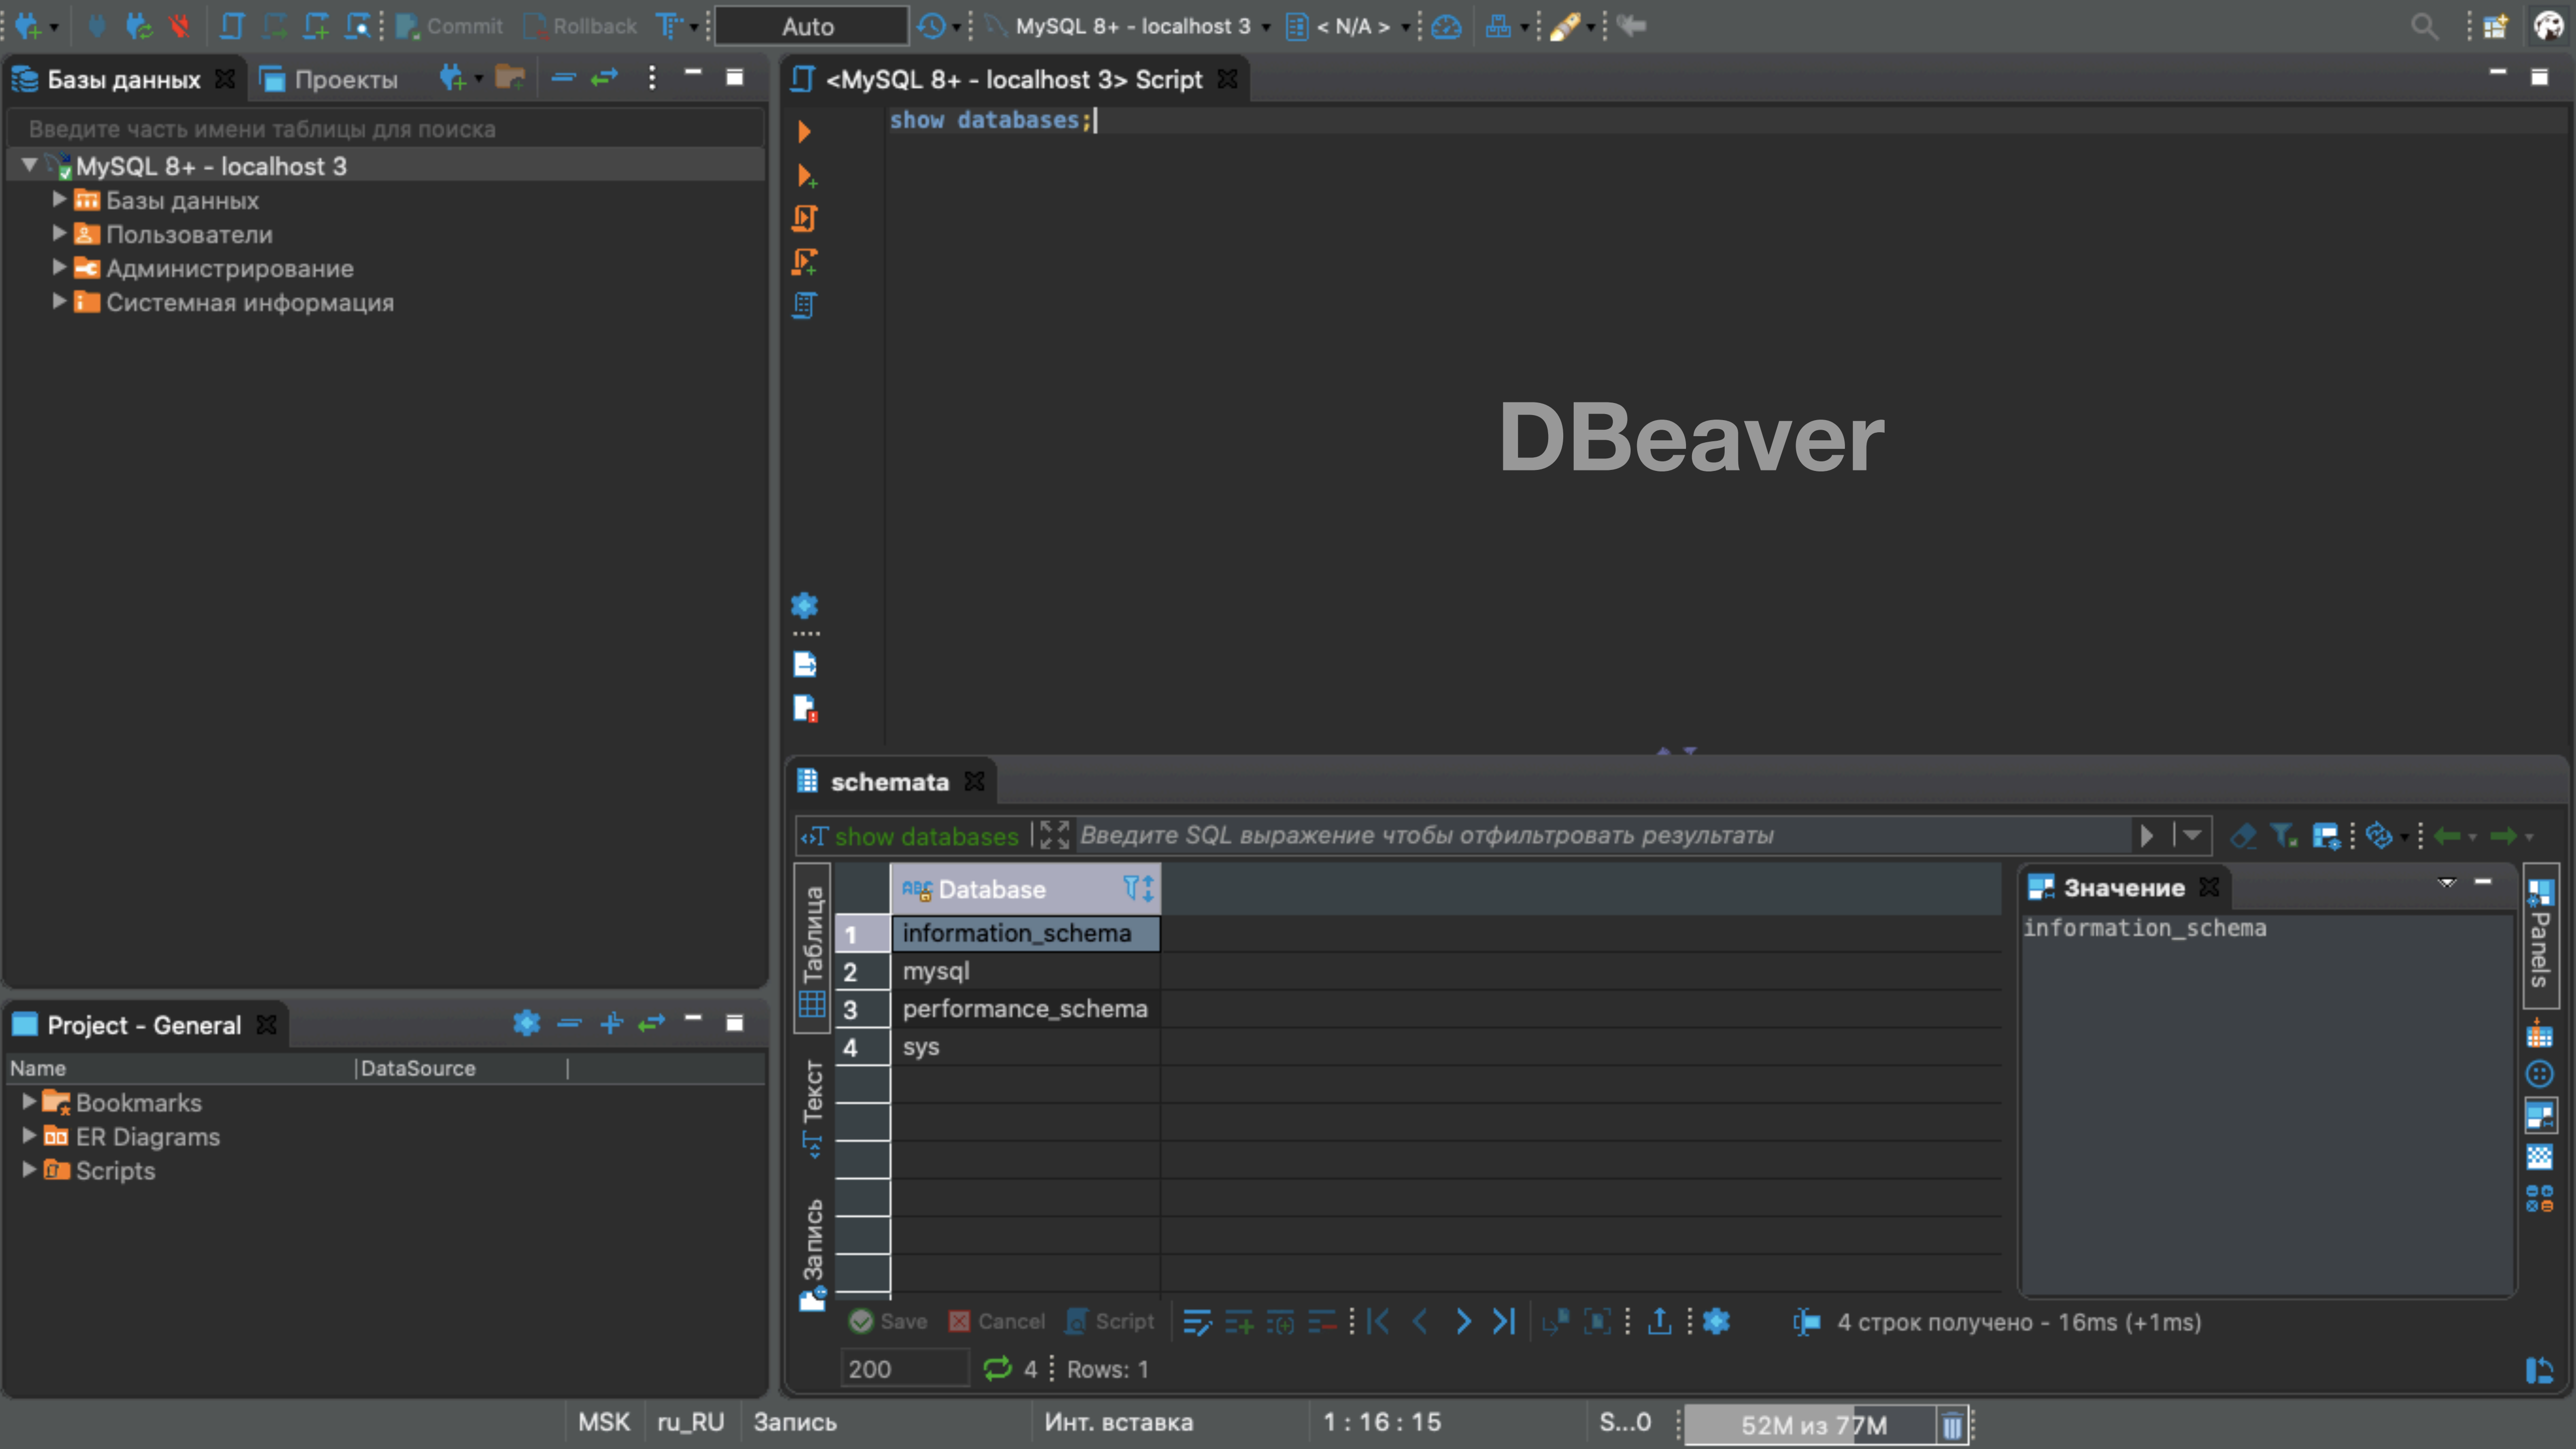 Commit Rollback Auto MySQL 8+ - localhost 3 < N/A >
Базы данных Проекты
Введите часть имени таблицы для поиска
MySQL 8+ - localhost 3
Базы данных
Пользователи
Администрирование
Системная информация
Project - General
Name DataSource
Bookmarks
ER Diagrams
Scripts
<MySQL 8+ - localhost 3> Script
show databases;
DBeaver
schemata
show databases Введите SQL выражение чтобы отфильтровать результаты
Таблица
Текст
Запись
ABC Database
1 information_schema
2 mysql
3 performance_schema
4 sys
Значение
information_schema
Panels
Save Cancel Script 4 строк получено - 16ms (+1ms)
200 4 Rows: 1
MSK ru_RU Запись Инт. вставка 1 : 16 : 15 S...0 52M из 77M